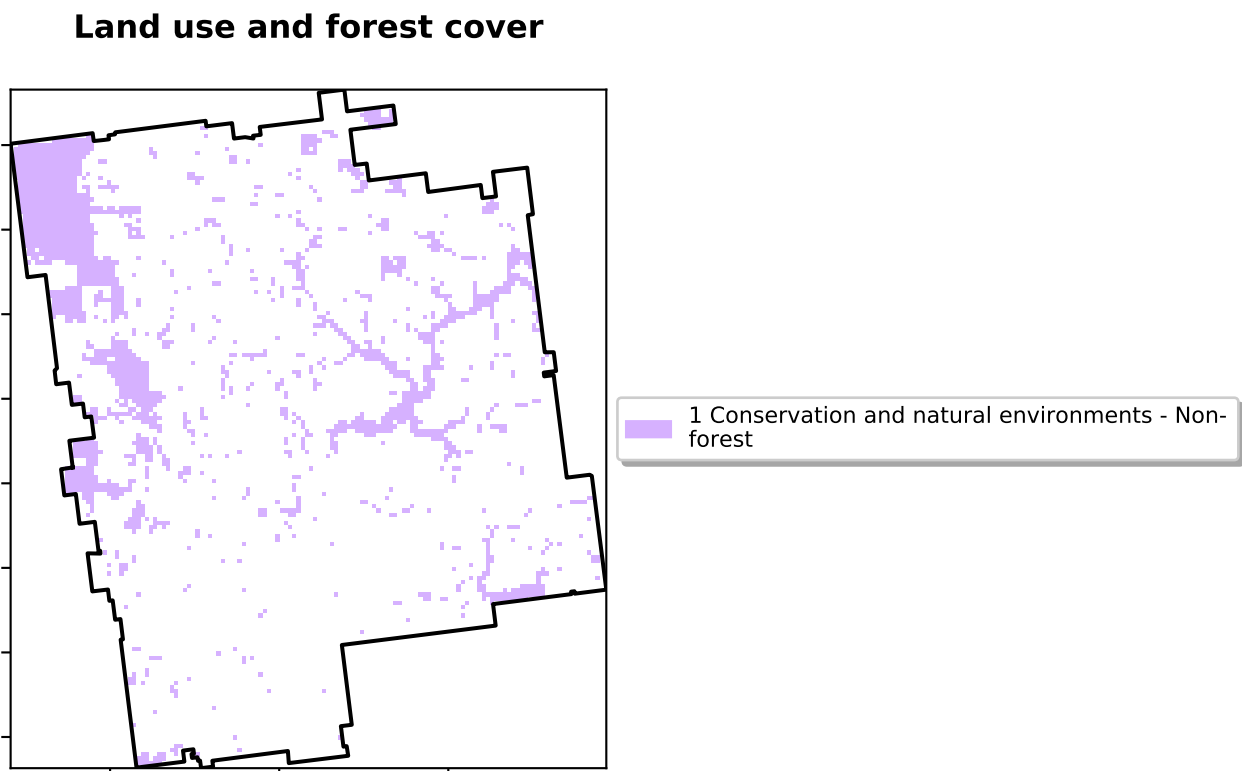 Land use and forest cover
1 Conservation and natural environments - Non-
forest